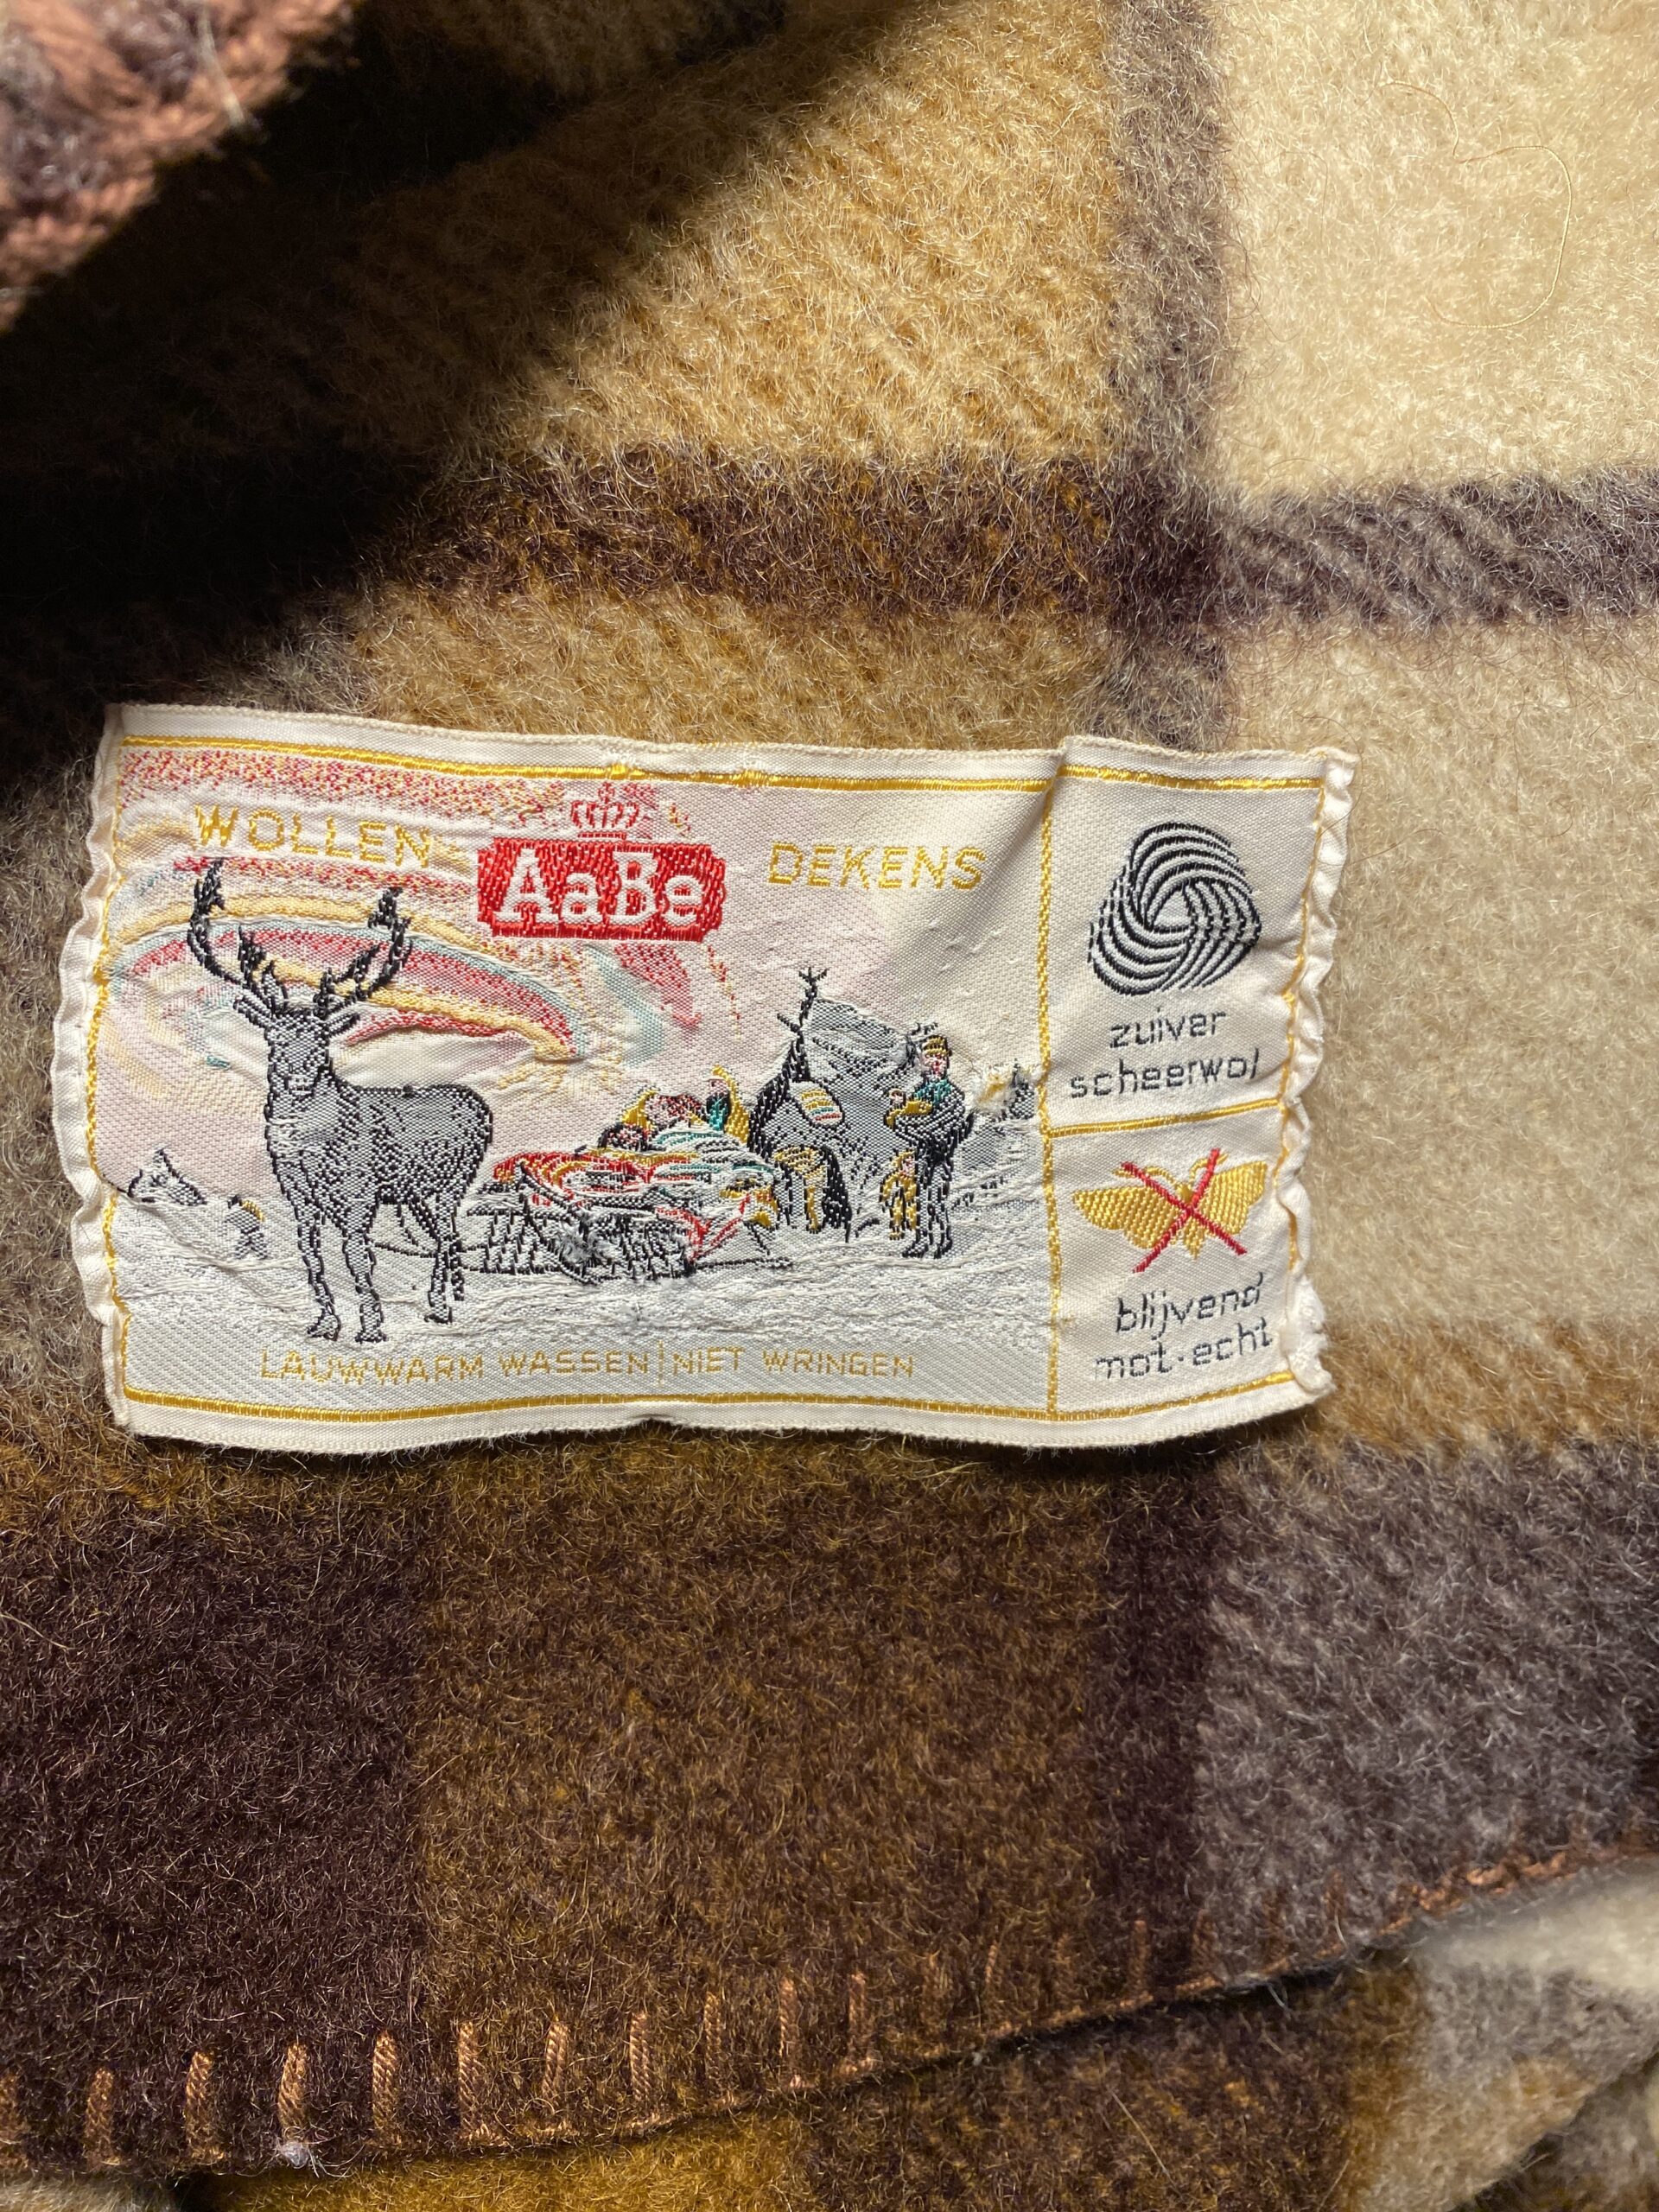 WOLLEN AaBe DEKENS
LAUWWARM WASSEN | NIET WRINGEN
zuiver
scheerwol
blijvend
mot-echt